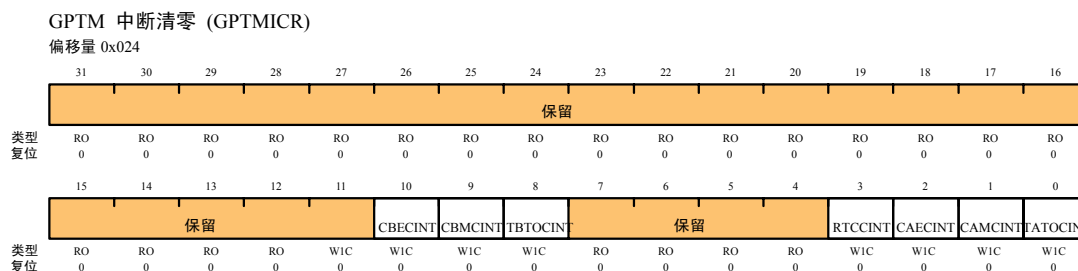 GPTM 中断清零 (GPTMICR)
偏移量 0x024
31 30 29 28 27 26 25 24 23 22 21 20 19 18 17 16
保留
类型 RO RO RO RO RO RO RO RO RO RO RO RO RO RO RO RO
复位 0 0 0 0 0 0 0 0 0 0 0 0 0 0 0 0
15 14 13 12 11 10 9 8 7 6 5 4 3 2 1 0
保留 CBECINT CBMCINT TBTOCINT 保留 RTCCINT CAECINT CAMCINT TATOCIN
类型 RO RO RO RO W1C W1C W1C W1C RO RO RO RO W1C W1C W1C W1C
复位 0 0 0 0 0 0 0 0 0 0 0 0 0 0 0 0